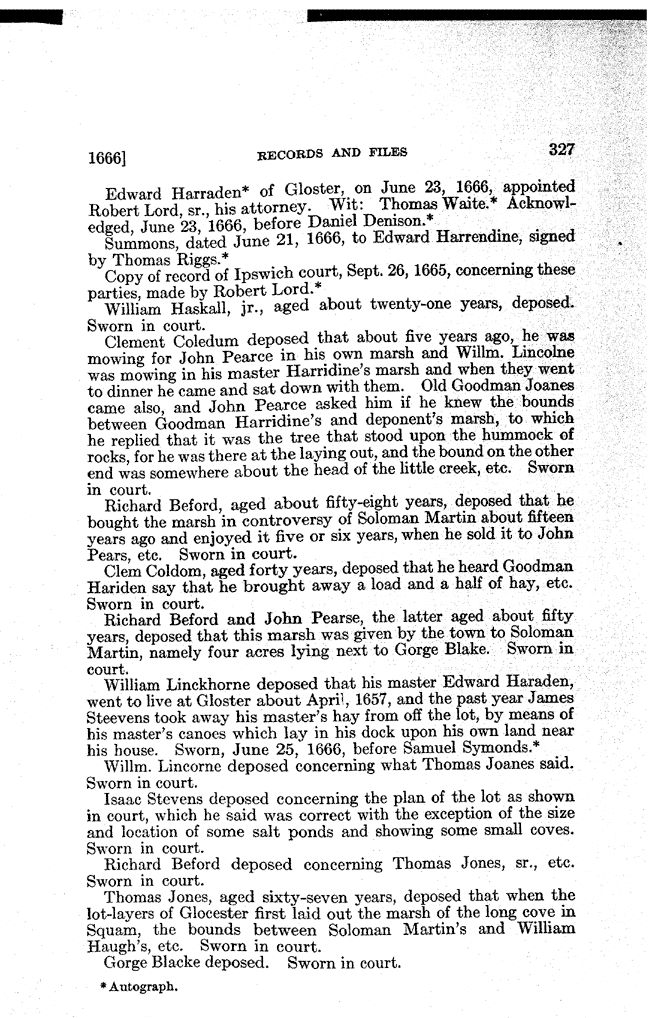 1666] RECORDS AND FILES 327
Edward Harraden* of Gloster, on June 23, 1666, appointed
Robert Lord, sr., his attorney. Wit: Thomas Waite.* Acknowl-
edged, June 23, 1666, before Daniel Denison.*
Summons, dated June 21, 1666, to Edward Harrendine, signed
by Thomas Riggs.*
Copy of record of Ipswich court, Sept. 26, 1665, concerning these
parties, made by Robert Lord.*
William Haskall, jr., aged about twenty-one years, deposed.
Sworn in court.
Clement Coledum deposed that about five years ago, he was
mowing for John Pearce in his own marsh and Willm. Lincolne
was mowing in his master Harridine's marsh and when they went
to dinner he came and sat down with them. Old Goodman Joanes
came also, and John Pearce asked him if he knew the bounds
between Goodman Harridine's and deponent's marsh, to which
he replied that it was the tree that stood upon the hummock of
rocks, for he was there at the laying out, and the bound on the other
end was somewhere about the head of the little creek, etc. Sworn
in court.
Richard Beford, aged about fifty-eight years, deposed that he
bought the marsh in controversy of Soloman Martin about fifteen
years ago and enjoyed it five or six years, when he sold it to John
Pears, etc. Sworn in court.
Clem Coldom, aged forty years, deposed that he heard Goodman
Hariden say that he brought away a load and a half of hay, etc.
Sworn in court.
Richard Beford and John Pearse, the latter aged about fifty
years, deposed that this marsh was given by the town to Soloman
Martin, namely four acres lying next to Gorge Blake. Sworn in
court.
William Linckhorne deposed that his master Edward Haraden,
went to live at Gloster about April, 1657, and the past year James
Steevens took away his master's hay from off the lot, by means of
his master's canoes which lay in his dock upon his own land near
his house. Sworn, June 25, 1666, before Samuel Symonds.*
Willm. Lincorne deposed concerning what Thomas Joanes said.
Sworn in court.
Isaac Stevens deposed concerning the plan of the lot as shown
in court, which he said was correct with the exception of the size
and location of some salt ponds and showing some small coves.
Sworn in court.
Richard Beford deposed concerning Thomas Jones, sr., etc.
Sworn in court.
Thomas Jones, aged sixty-seven years, deposed that when the
lot-layers of Glocester first laid out the marsh of the long cove in
Squam, the bounds between Soloman Martin's and William
Haugh's, etc. Sworn in court.
Gorge Blacke deposed. Sworn in court.
* Autograph.